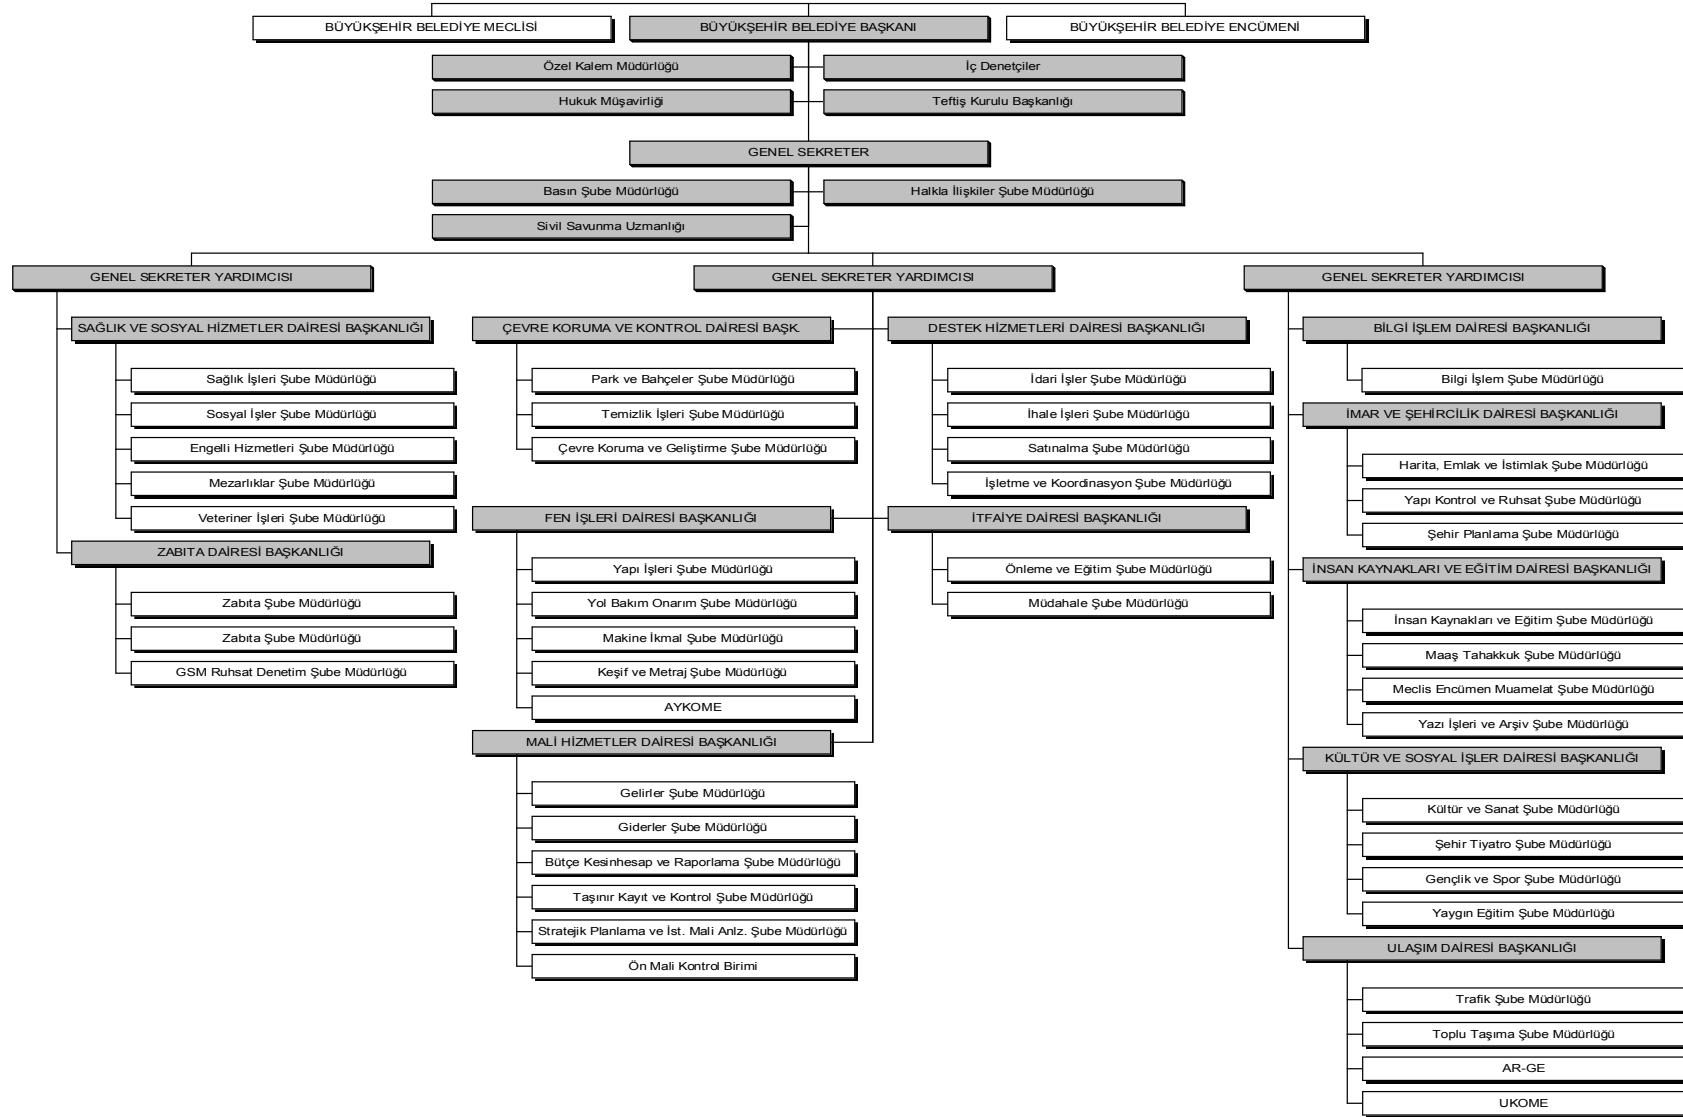 BÜYÜKŞEHİR BELEDİYE MECLİSİ
BÜYÜKŞEHİR BELEDİYE BAŞKANI
BÜYÜKŞEHİR BELEDİYE ENCÜMENİ
Özel Kalem Müdürlüğü
İç Denetçiler
Hukuk Müşavirliği
Teftiş Kurulu Başkanlığı
GENEL SEKRETER
Basın Şube Müdürlüğü
Halkla İlişkiler Şube Müdürlüğü
Sivil Savunma Uzmanlığı
GENEL SEKRETER YARDIMCISI
SAĞLIK VE SOSYAL HİZMETLER DAİRESİ BAŞKANLIĞI
Sağlık İşleri Şube Müdürlüğü
Sosyal İşler Şube Müdürlüğü
Engelli Hizmetleri Şube Müdürlüğü
Mezarlıklar Şube Müdürlüğü
Veteriner İşleri Şube Müdürlüğü
ZABITA DAİRESİ BAŞKANLIĞI
Zabıta Şube Müdürlüğü
Zabıta Şube Müdürlüğü
GSM Ruhsat Denetim Şube Müdürlüğü
GENEL SEKRETER YARDIMCISI
ÇEVRE KORUMA VE KONTROL DAİRESİ BAŞK.
Park ve Bahçeler Şube Müdürlüğü
Temizlik İşleri Şube Müdürlüğü
Çevre Koruma ve Geliştirme Şube Müdürlüğü
FEN İŞLERİ DAİRESİ BAŞKANLIĞI
Yapı İşleri Şube Müdürlüğü
Yol Bakım Onarım Şube Müdürlüğü
Makine İkmal Şube Müdürlüğü
Keşif ve Metraj Şube Müdürlüğü
AYKOME
MALİ HİZMETLER DAİRESİ BAŞKANLIĞI
Gelirler Şube Müdürlüğü
Giderler Şube Müdürlüğü
Bütçe Kesinhesap ve Raporlama Şube Müdürlüğü
Taşınır Kayıt ve Kontrol Şube Müdürlüğü
Stratejik Planlama ve İst. Mali Anlz. Şube Müdürlüğü
Ön Mali Kontrol Birimi
DESTEK HİZMETLERİ DAİRESİ BAŞKANLIĞI
İdari İşler Şube Müdürlüğü
İhale İşleri Şube Müdürlüğü
Satınalma Şube Müdürlüğü
İşletme ve Koordinasyon Şube Müdürlüğü
İTFAİYE DAİRESİ BAŞKANLIĞI
Önleme ve Eğitim Şube Müdürlüğü
Müdahale Şube Müdürlüğü
GENEL SEKRETER YARDIMCISI
BİLGİ İŞLEM DAİRESİ BAŞKANLIĞI
Bilgi İşlem Şube Müdürlüğü
İMAR VE ŞEHİRCİLİK DAİRESİ BAŞKANLIĞI
Harita, Emlak ve İstimlak Şube Müdürlüğü
Yapı Kontrol ve Ruhsat Şube Müdürlüğü
Şehir Planlama Şube Müdürlüğü
İNSAN KAYNAKLARI VE EĞİTİM DAİRESİ BAŞKANLIĞI
İnsan Kaynakları ve Eğitim Şube Müdürlüğü
Maaş Tahakkuk Şube Müdürlüğü
Meclis Encümen Muamelat Şube Müdürlüğü
Yazı İşleri ve Arşiv Şube Müdürlüğü
KÜLTÜR VE SOSYAL İŞLER DAİRESİ BAŞKANLIĞI
Kültür ve Sanat Şube Müdürlüğü
Şehir Tiyatro Şube Müdürlüğü
Gençlik ve Spor Şube Müdürlüğü
Yaygın Eğitim Şube Müdürlüğü
ULAŞIM DAİRESİ BAŞKANLIĞI
Trafik Şube Müdürlüğü
Toplu Taşıma Şube Müdürlüğü
AR-GE
UKOME